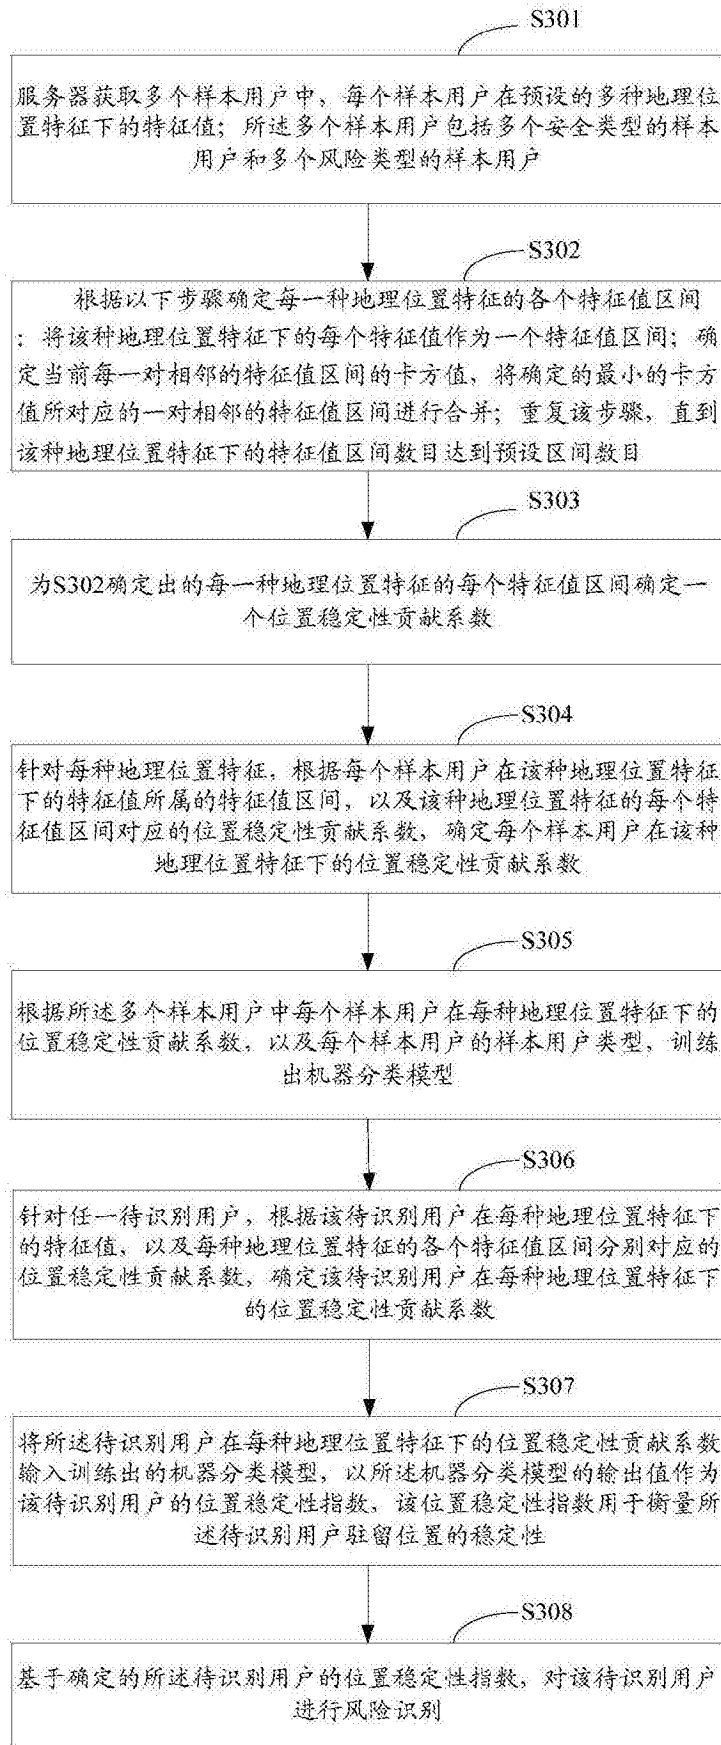 S301
服务器获取多个样本用户中，每个样本用户在预设的多种地理位
置特征下的特征值；所述多个样本用户包括多个安全类型的样本
用户和多个风险类型的样本用户
S302
根据以下步骤确定每一种地理位置特征的各个特征值区间
：将该种地理位置特征下的每个特征值作为一个特征值区间；确
定当前每一对相邻的特征值区间的卡方值，将确定的最小的卡方
值所对应的一对相邻的特征值区间进行合并；重复该步骤，直到
该种地理位置特征下的特征值区间数目达到预设区间数目
S303
为S302确定出的每一种地理位置特征的每个特征值区间确定一
个位置稳定性贡献系数
S304
针对每种地理位置特征，根据每个样本用户在该种地理位置特征
下的特征值所属的特征值区间，以及该种地理位置特征的每个特
征值区间对应的位置稳定性贡献系数，确定每个样本用户在该种
地理位置特征下的位置稳定性贡献系数
S305
根据所述多个样本用户中每个样本用户在每种地理位置特征下的
位置稳定性贡献系数，以及每个样本用户的样本用户类型，训练
出机器分类模型
S306
针对任一待识别用户，根据该待识别用户在每种地理位置特征下
的特征值，以及每种地理位置特征的各个特征值区间分别对应的
位置稳定性贡献系数，确定该待识别用户在每种地理位置特征下
的位置稳定性贡献系数
S307
将所述待识别用户在每种地理位置特征下的位置稳定性贡献系数
输入训练出的机器分类模型，以所述机器分类模型的输出值作为
该待识别用户的位置稳定性指数，该位置稳定性指数用于衡量所
述待识别用户驻留位置的稳定性
S308
基于确定的所述待识别用户的位置稳定性指数，对该待识别用户
进行风险识别